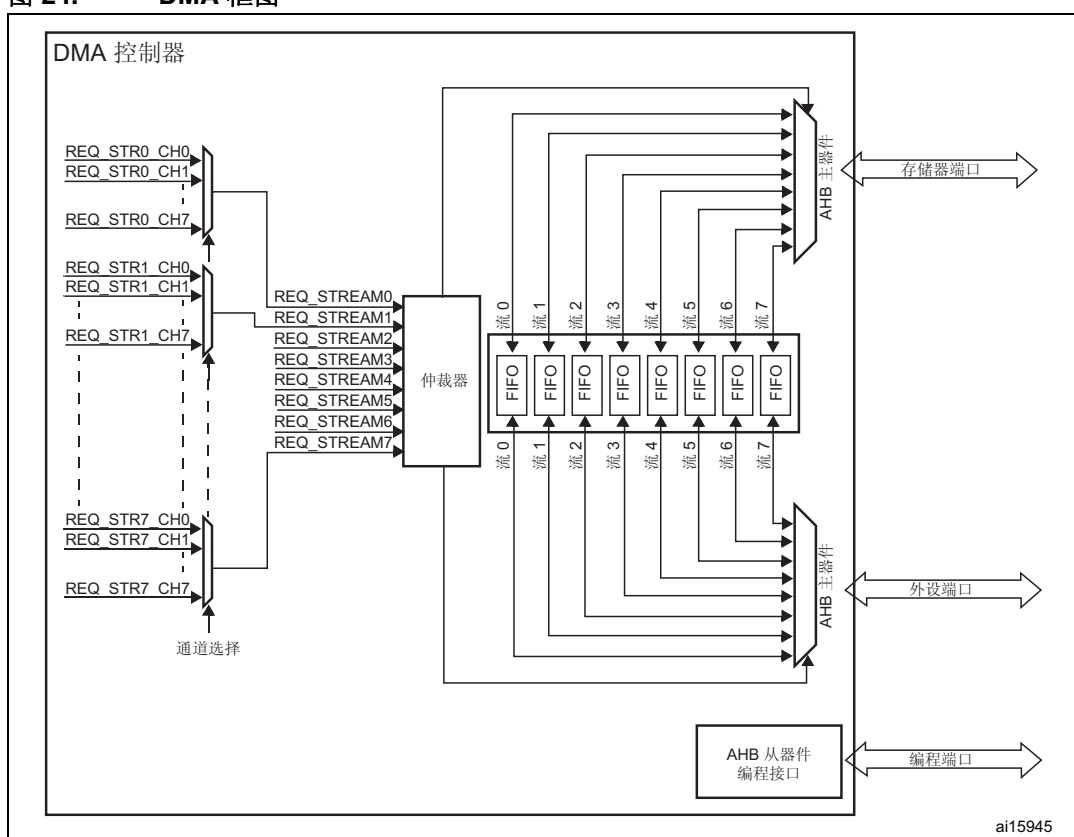 图 24. DMA 框图
DMA 控制器
REQ_STR0_CH0
REQ_STR0_CH1
REQ_STR0_CH7
REQ_STR1_CH0
REQ_STR1_CH1
REQ_STR1_CH7
REQ_STR7_CH0
REQ_STR7_CH1
REQ_STR7_CH7
通道选择
REQ_STREAM0
REQ_STREAM1
REQ_STREAM2
REQ_STREAM3
REQ_STREAM4
REQ_STREAM5
REQ_STREAM6
REQ_STREAM7
仲裁器
流 0
流 1
流 2
流 3
流 4
流 5
流 6
流 7
FIFO
FIFO
FIFO
FIFO
FIFO
FIFO
FIFO
FIFO
流 0
流 1
流 2
流 3
流 4
流 5
流 6
流 7
AHB 主器件
存储器端口
AHB 主器件
外设端口
AHB 从器件
编程接口
编程端口
ai15945